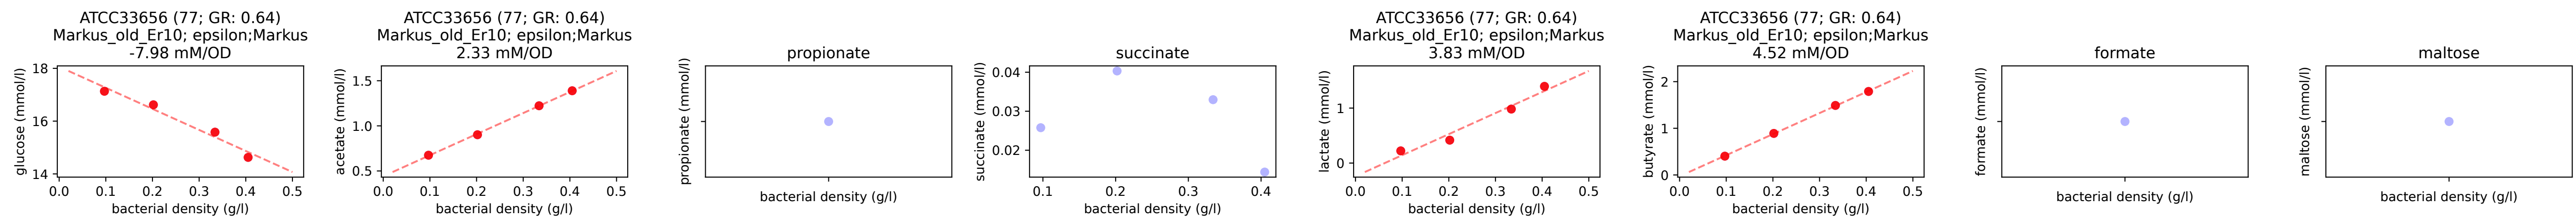 ATCC33656 (77; GR: 0.64)
Markus_old_Er10; epsilon;Markus
-7.98 mM/OD
glucose (mmol/l)
18
16
14
0.0 0.1 0.2 0.3 0.4 0.5
bacterial density (g/l)
ATCC33656 (77; GR: 0.64)
Markus_old_Er10; epsilon;Markus
2.33 mM/OD
acetate (mmol/l)
1.5
1.0
0.5
0.0 0.1 0.2 0.3 0.4 0.5
bacterial density (g/l)
propionate
propionate (mmol/l)
bacterial density (g/l)
succinate
succinate (mmol/l)
0.04
0.03
0.02
0.1 0.2 0.3 0.4
bacterial density (g/l)
ATCC33656 (77; GR: 0.64)
Markus_old_Er10; epsilon;Markus
3.83 mM/OD
lactate (mmol/l)
1
0
0.0 0.1 0.2 0.3 0.4 0.5
bacterial density (g/l)
ATCC33656 (77; GR: 0.64)
Markus_old_Er10; epsilon;Markus
4.52 mM/OD
butyrate (mmol/l)
2
1
0
0.0 0.1 0.2 0.3 0.4 0.5
bacterial density (g/l)
formate
formate (mmol/l)
bacterial density (g/l)
maltose
maltose (mmol/l)
bacterial density (g/l)